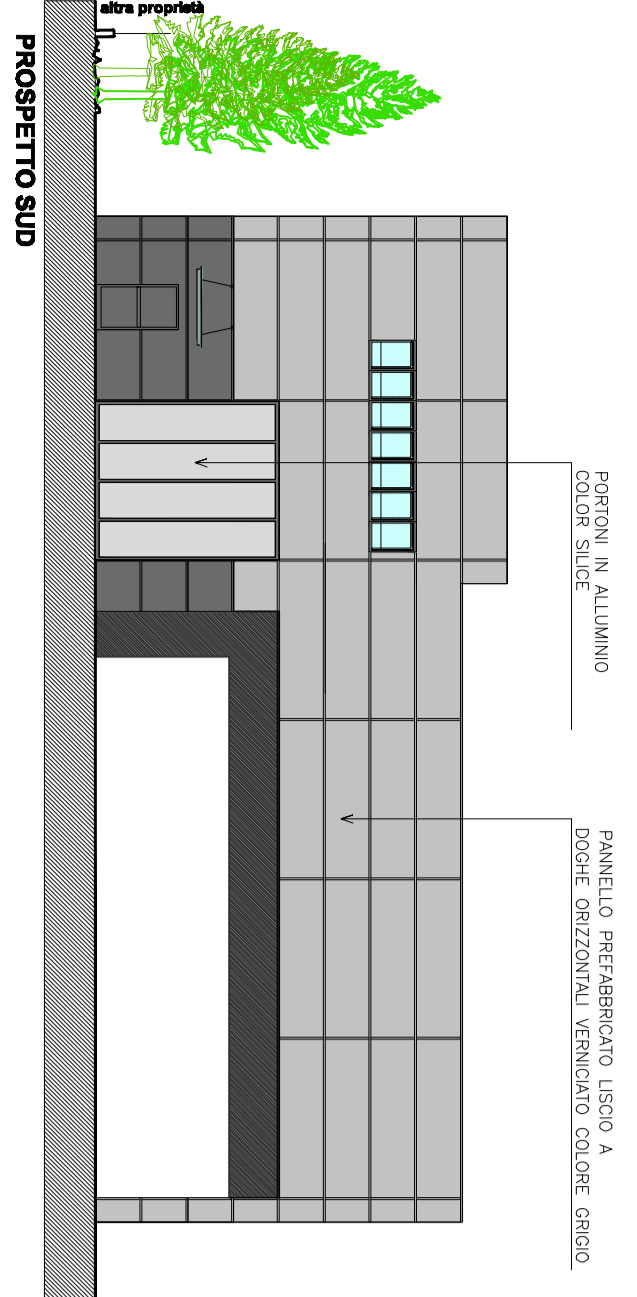 altra proprietà
PORTONI IN ALLUMINIO
COLOR SILICE
PANNELLO PREFABBRICATO LISCIO A
DOGHE ORIZZONTALI VERNICIATO COLORE GRIGIO
PROSPETTO SUD